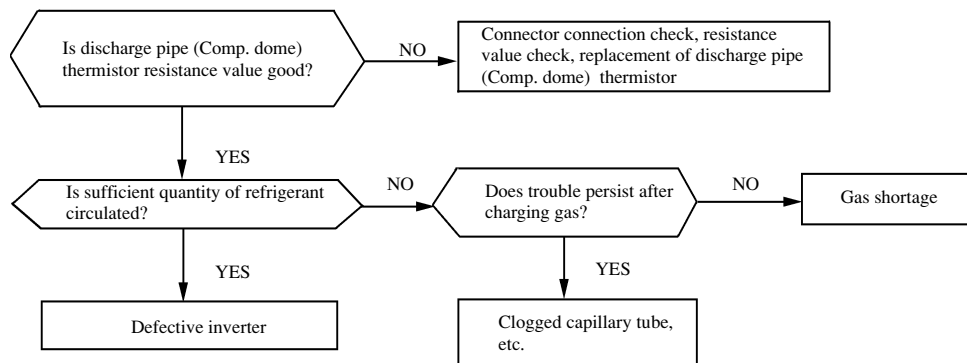 Is discharge pipe (Comp. dome)
thermistor resistance value good?
NO
Connector connection check, resistance
value check, replacement of discharge pipe
(Comp. dome) thermistor
YES
Is sufficient quantity of refrigerant
circulated?
NO
Does trouble persist after
charging gas?
NO
Gas shortage
YES
Defective inverter
YES
Clogged capillary tube,
etc.